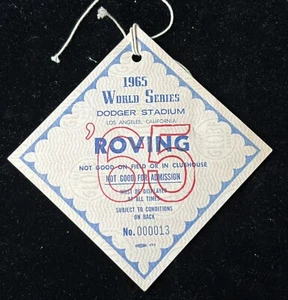 1965
WORLD SERIES
DODGER STADIUM
LOS ANGELES, CALIFORNIA
'65
ROVING
NOT GOOD ON FIELD OR IN CLUBHOUSE
NOT GOOD FOR ADMISSION
MUST BE DISPLAYED
AT ALL TIMES
SUBJECT TO CONDITIONS
ON BACK
No. 000013